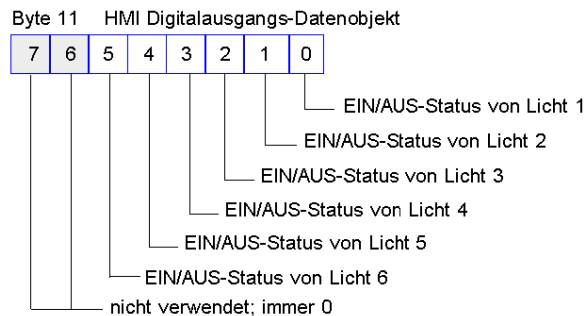 Byte 11 HMI Digitalausgangs-Datenobjekt
7 6 5 4 3 2 1 0
EIN/AUS-Status von Licht 1
EIN/AUS-Status von Licht 2
EIN/AUS-Status von Licht 3
EIN/AUS-Status von Licht 4
EIN/AUS-Status von Licht 5
EIN/AUS-Status von Licht 6
nicht verwendet; immer 0